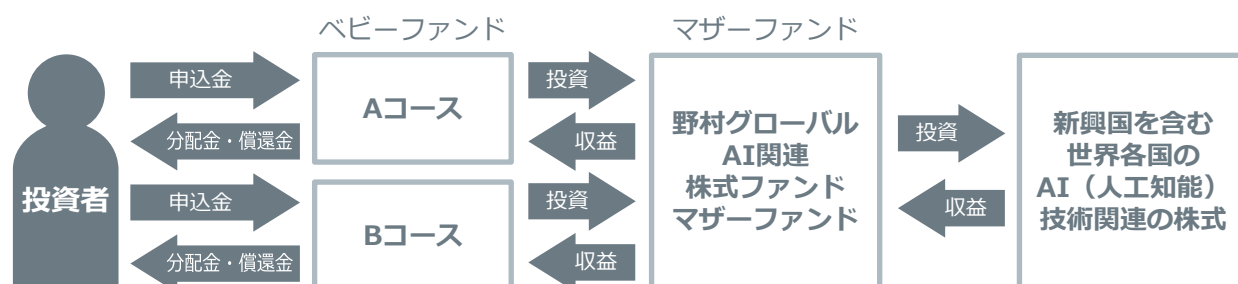 ベビーファンド
マザーファンド
投資者
申込金
分配金・償還金
Aコース
投資
収益
申込金
分配金・償還金
Bコース
投資
収益
野村グローバル
AI関連
株式ファンド
マザーファンド
投資
収益
新興国を含む
世界各国の
AI（人工知能）
技術関連の株式